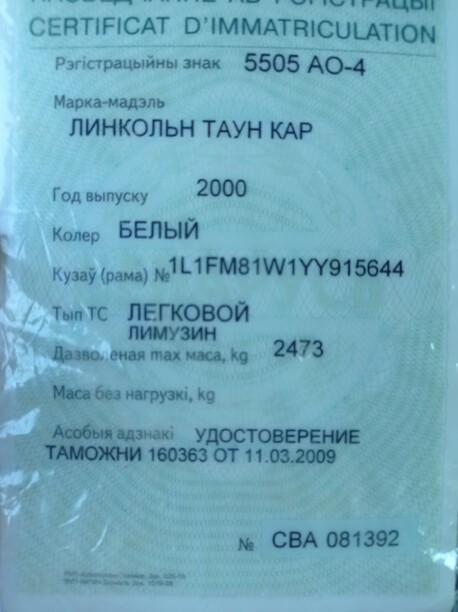 CERTIFICAT D'IMMATRICULATION
Рэгістрацыйны знак 5505 АО-4
Марка-мадэль
ЛИНКОЛЬН ТАУН КАР
Год выпуску 2000
Колер БЕЛЫЙ
Кузаў (рама) № 1L1FM81W1YY915644
Тып ТС ЛЕГКОВОЙ
ЛИМУЗИН
Дазволеная max маса, kg 2473
Маса без нагрузкі, kg
Асобыя адзнакі УДОСТОВЕРЕНИЕ
ТАМОЖНИ 160363 ОТ 11.03.2009
№ СВА 081392